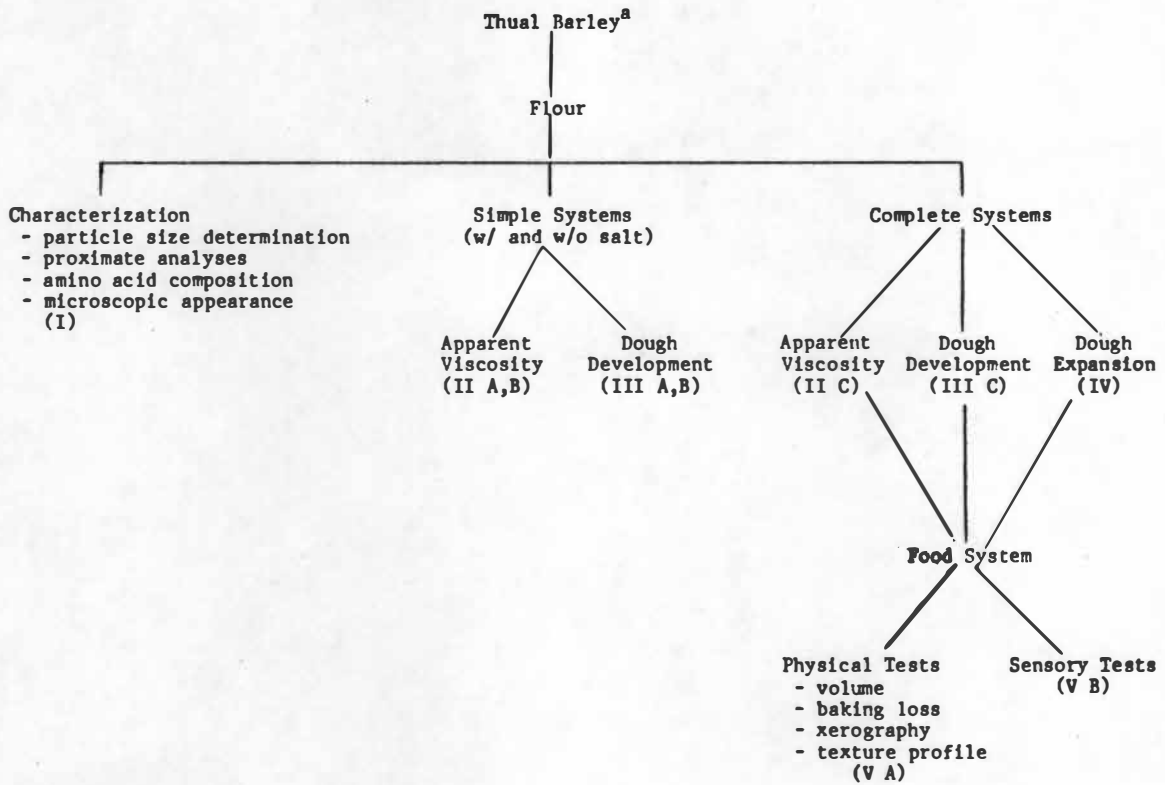 Thual Barleyᵃ
Flour
Characterization
- particle size determination
- proximate analyses
- amino acid composition
- microscopic appearance
(I)
Simple Systems
(w/ and w/o salt)
Apparent
Viscosity
(II A,B)
Dough
Development
(III A,B)
Complete Systems
Apparent
Viscosity
(II C)
Dough
Development
(III C)
Dough
Expansion
(IV)
Food System
Physical Tests
- volume
- baking loss
- xerography
- texture profile
(V A)
Sensory Tests
(V B)